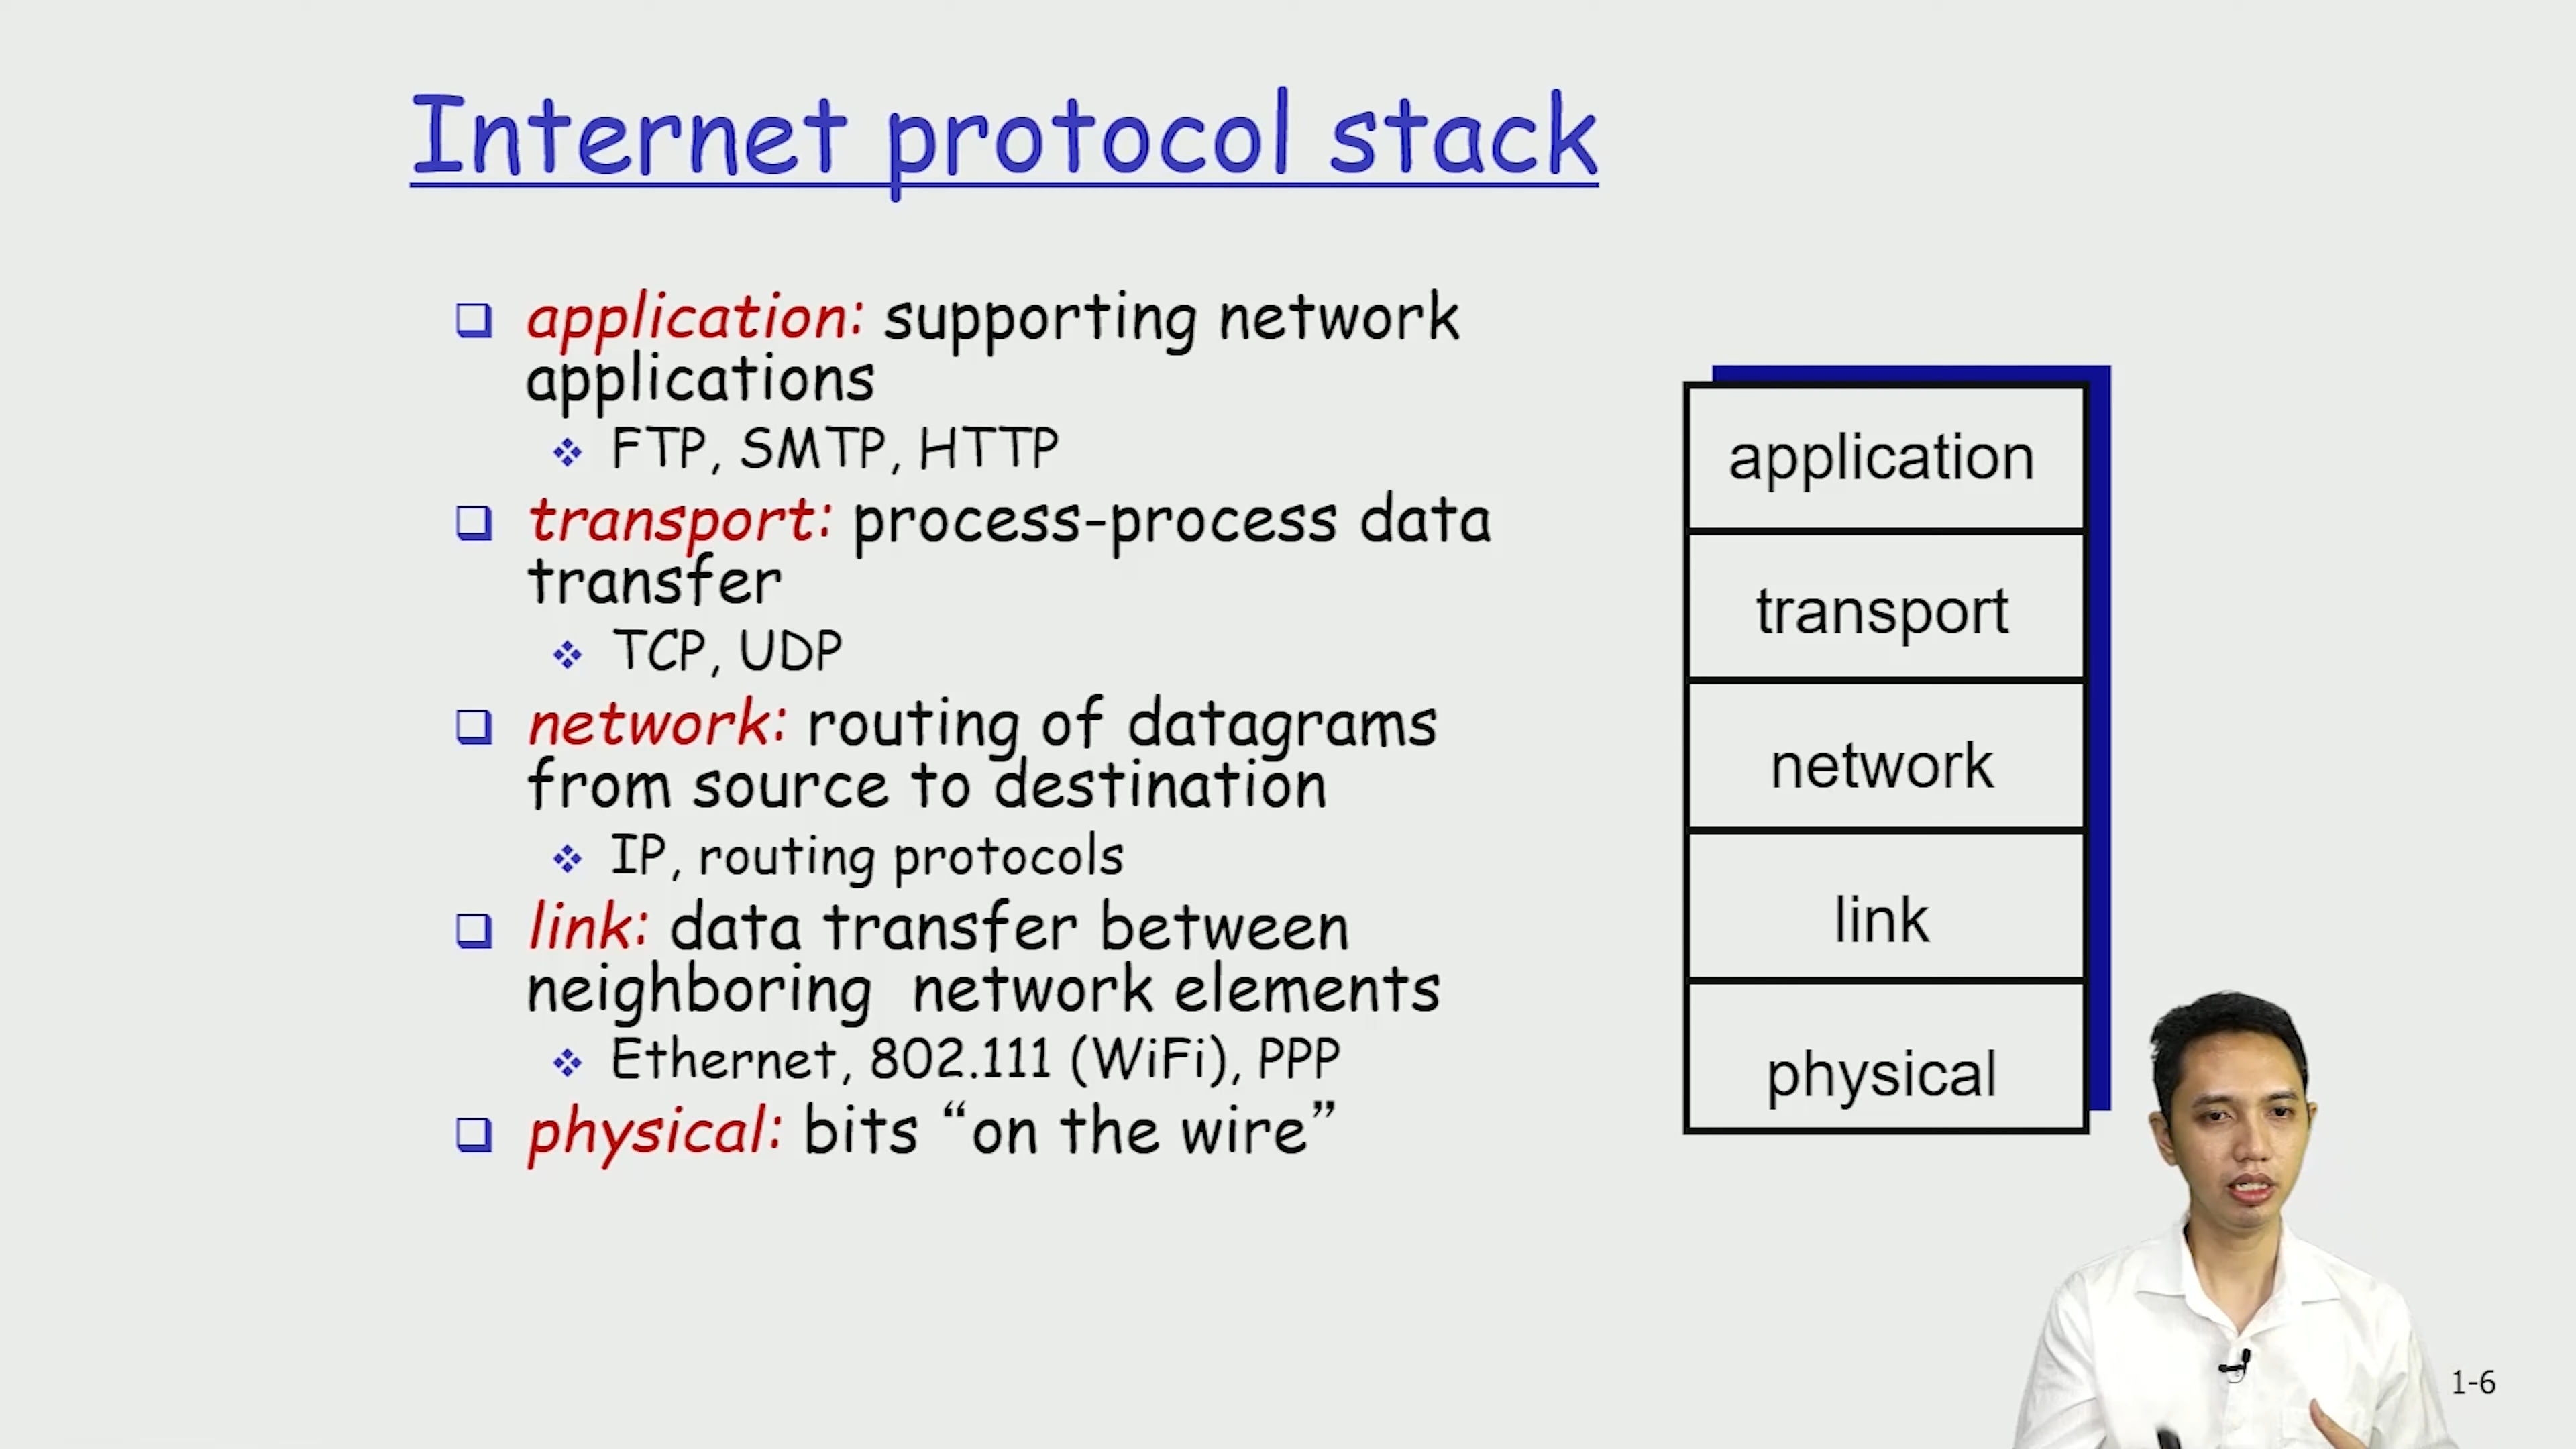 Internet protocol stack
application: supporting network
applications
FTP, SMTP, HTTP
transport: process-process data
transfer
TCP, UDP
network: routing of datagrams
from source to destination
IP, routing protocols
link: data transfer between
neighboring network elements
Ethernet, 802.111 (WiFi), PPP
physical: bits “on the wire”
application
transport
network
link
physical
1-6